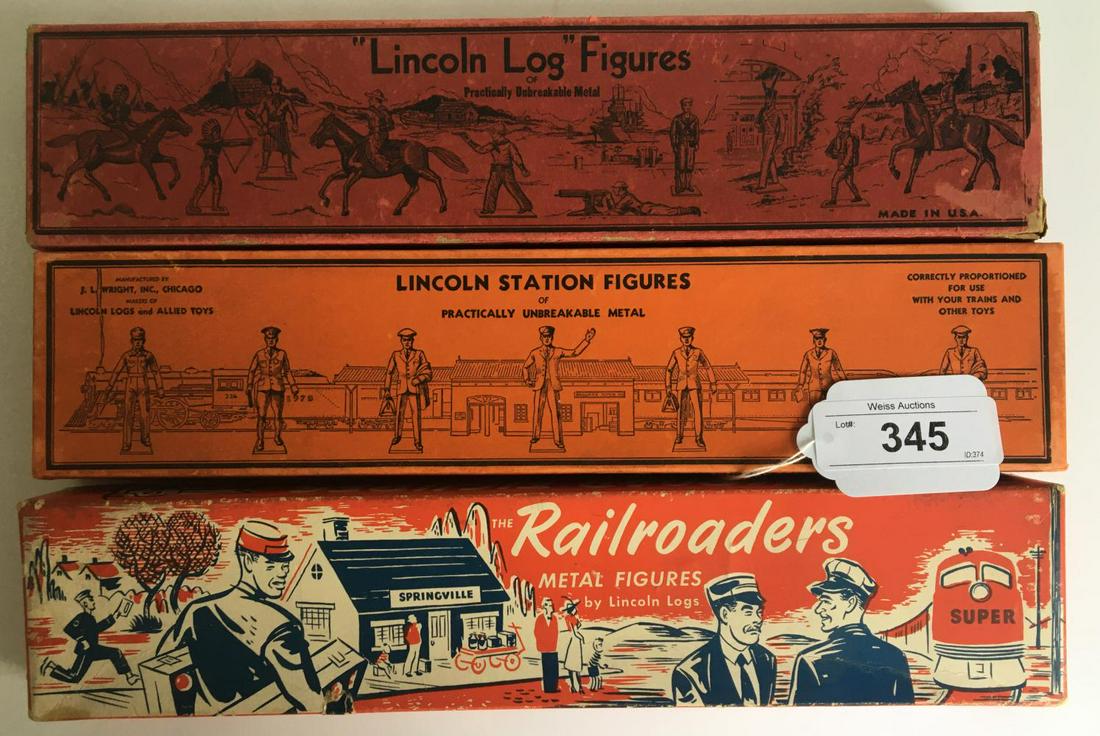 "Lincoln Log" Figures
OF
Practically Unbreakable Metal
MADE IN U.S.A.
MANUFACTURED BY
J. L. WRIGHT, INC., CHICAGO
MAKERS OF
LINCOLN LOGS and ALLIED TOYS
LINCOLN STATION FIGURES
OF
PRACTICALLY UNBREAKABLE METAL
CORRECTLY PROPORTIONED
FOR USE
WITH YOUR TRAINS AND
OTHER TOYS
1975
Weiss Auctions
Lot#:
345
ID:374
THE Railroaders
METAL FIGURES
by Lincoln Logs
SPRINGVILLE
SUPER